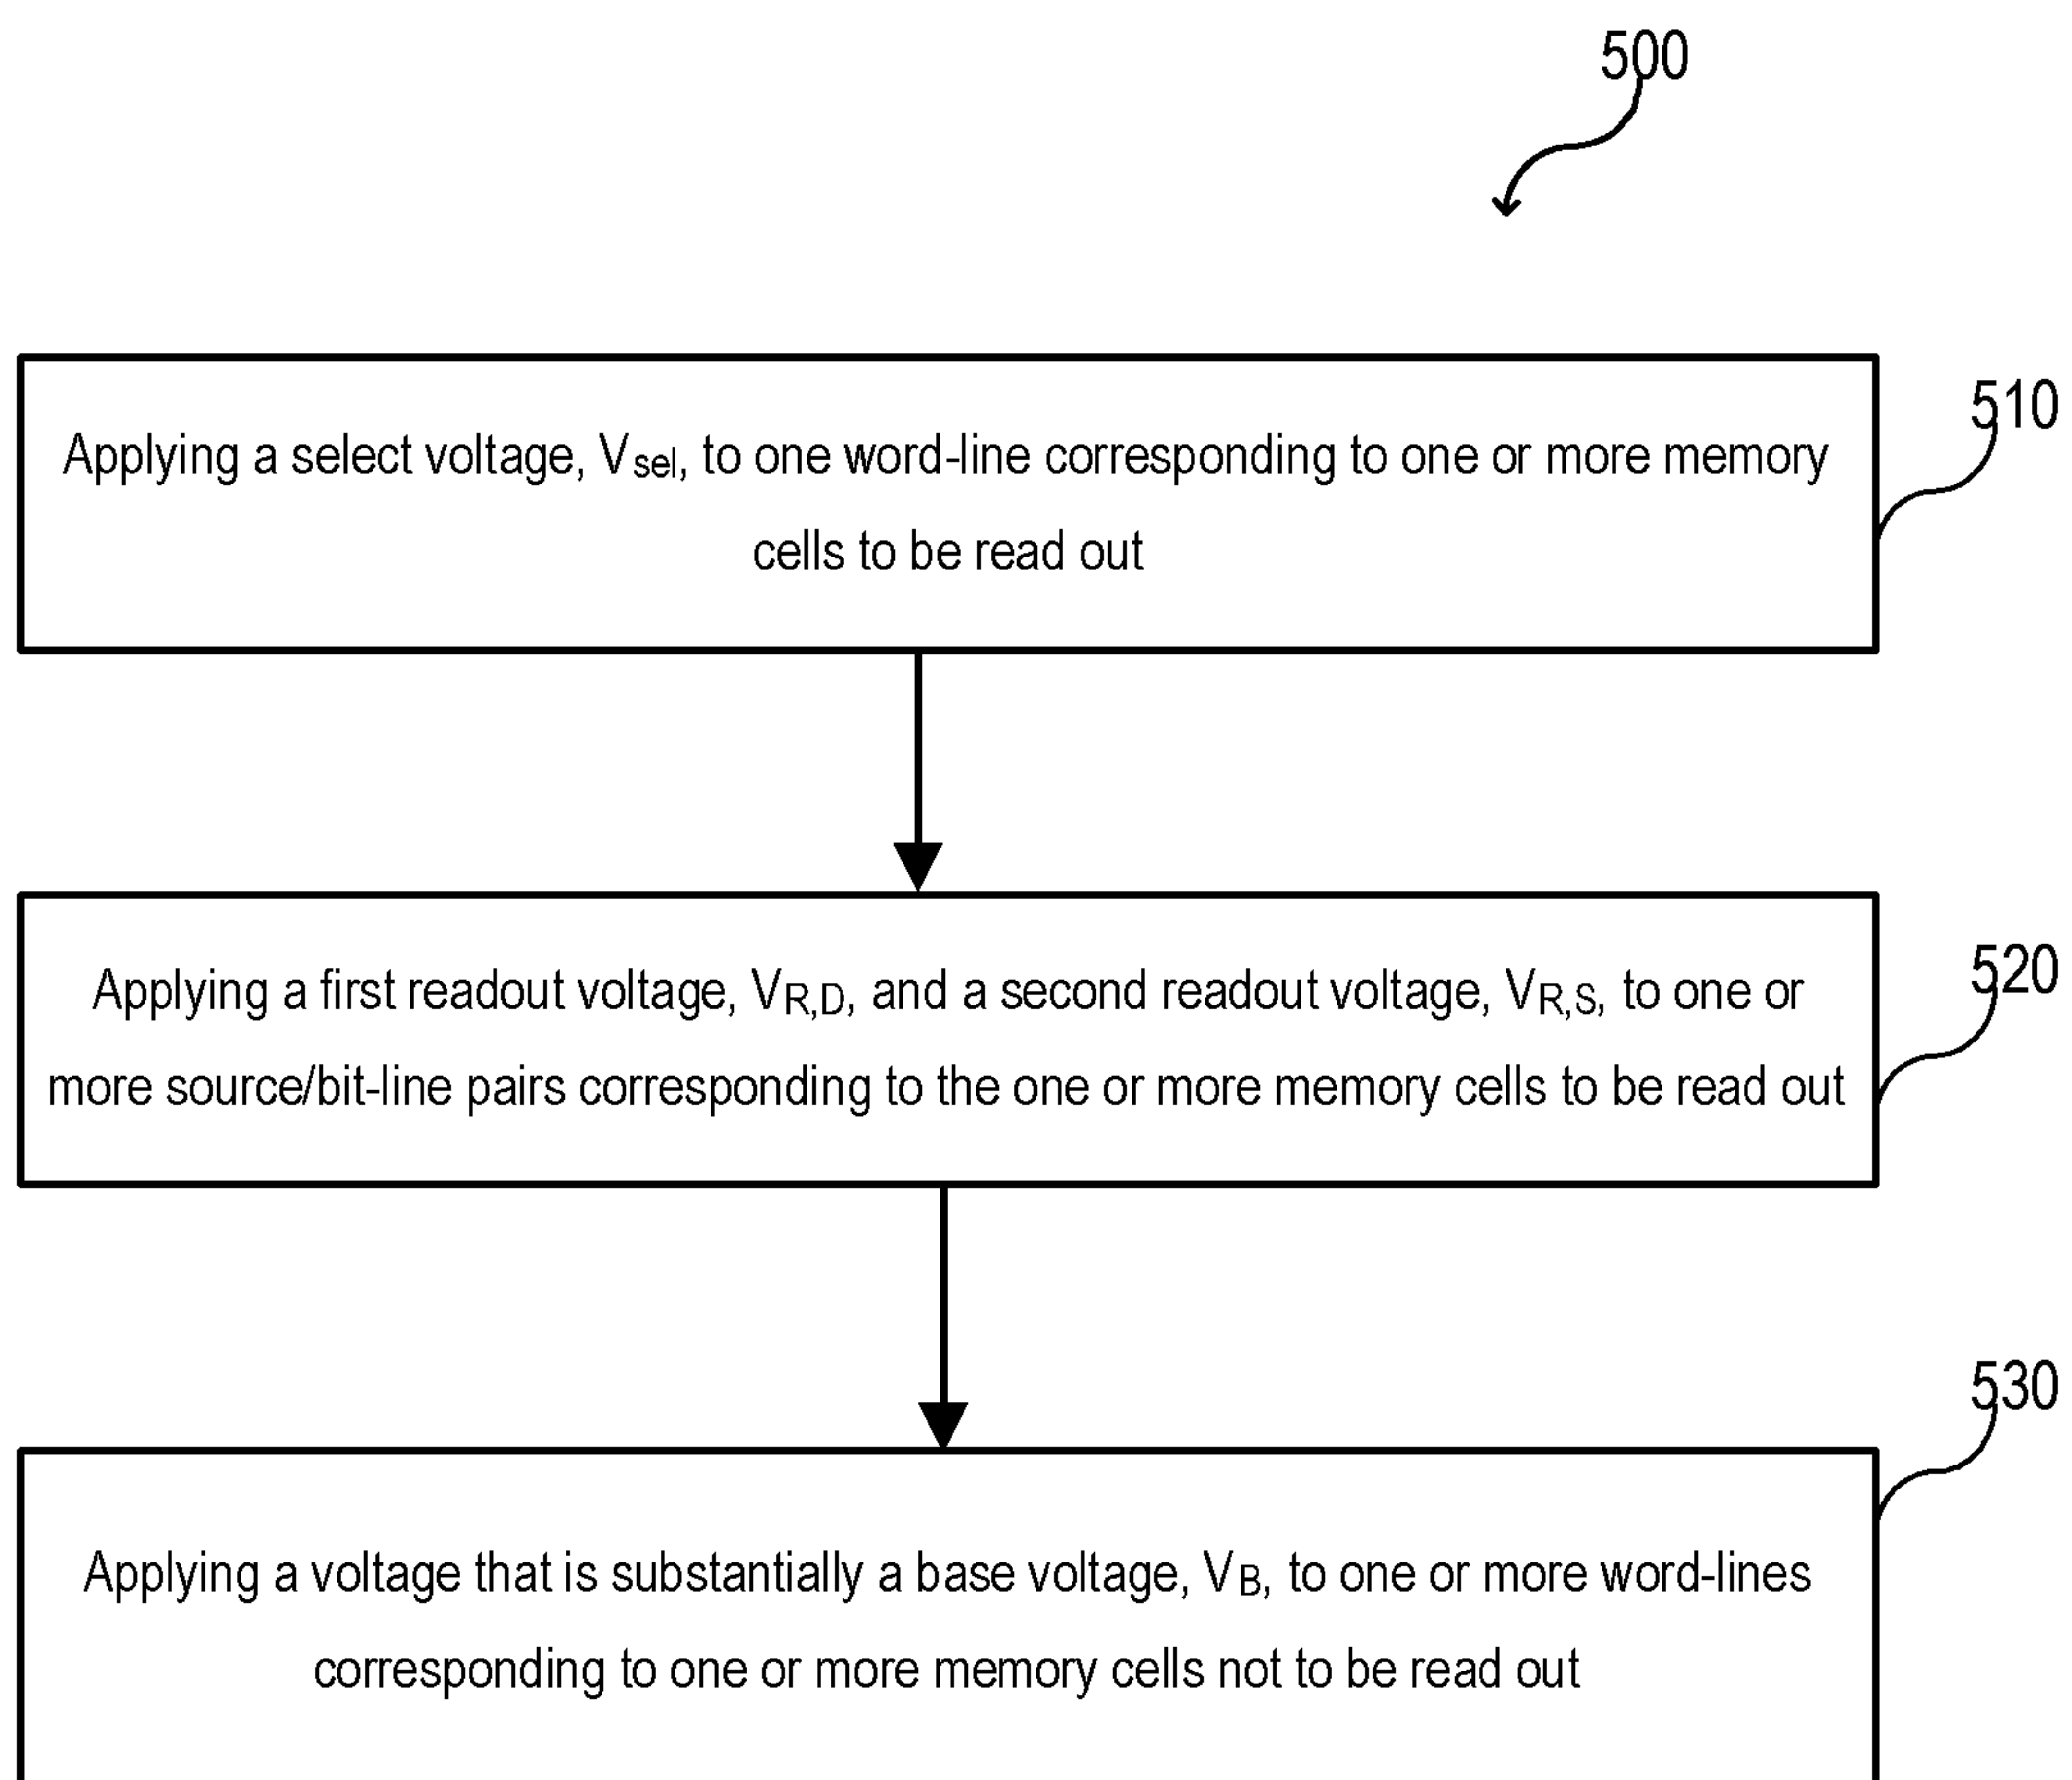 500
510
Applying a select voltage, Vsel, to one word-line corresponding to one or more memory
cells to be read out
520
Applying a first readout voltage, VR,D, and a second readout voltage, VR,S, to one or
more source/bit-line pairs corresponding to the one or more memory cells to be read out
530
Applying a voltage that is substantially a base voltage, VB, to one or more word-lines
corresponding to one or more memory cells not to be read out